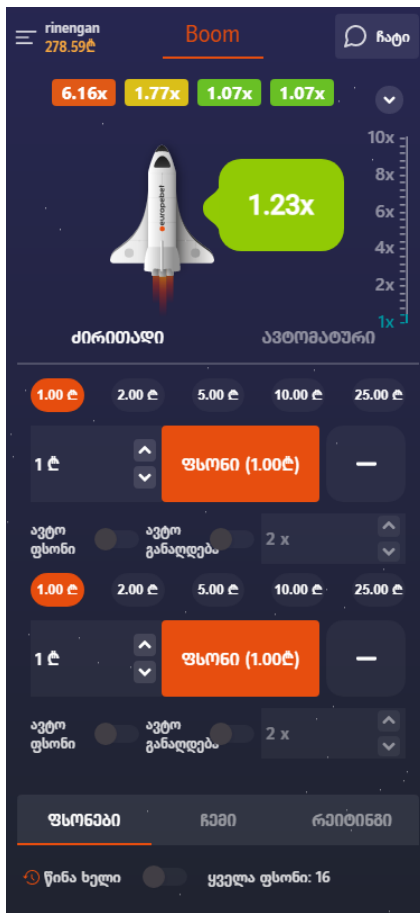 rinengan
278.59₾
Boom
ჩატი
6.16x 1.77x 1.07x 1.07x
10x
8x
6x
4x
2x
1x
europebet
1.23x
ძირითადი ავტომატური
1.00 ₾ 2.00 ₾ 5.00 ₾ 10.00 ₾ 25.00 ₾
1 ₾ ფსონი (1.00₾) –
ავტო ფსონი ავტო განაღდება 2 x
1.00 ₾ 2.00 ₾ 5.00 ₾ 10.00 ₾ 25.00 ₾
1 ₾ ფსონი (1.00₾) –
ავტო ფსონი ავტო განაღდება 2 x
ფსონები ჩემი რეიტინგი
წინა ხელი ყველა ფსონი: 16